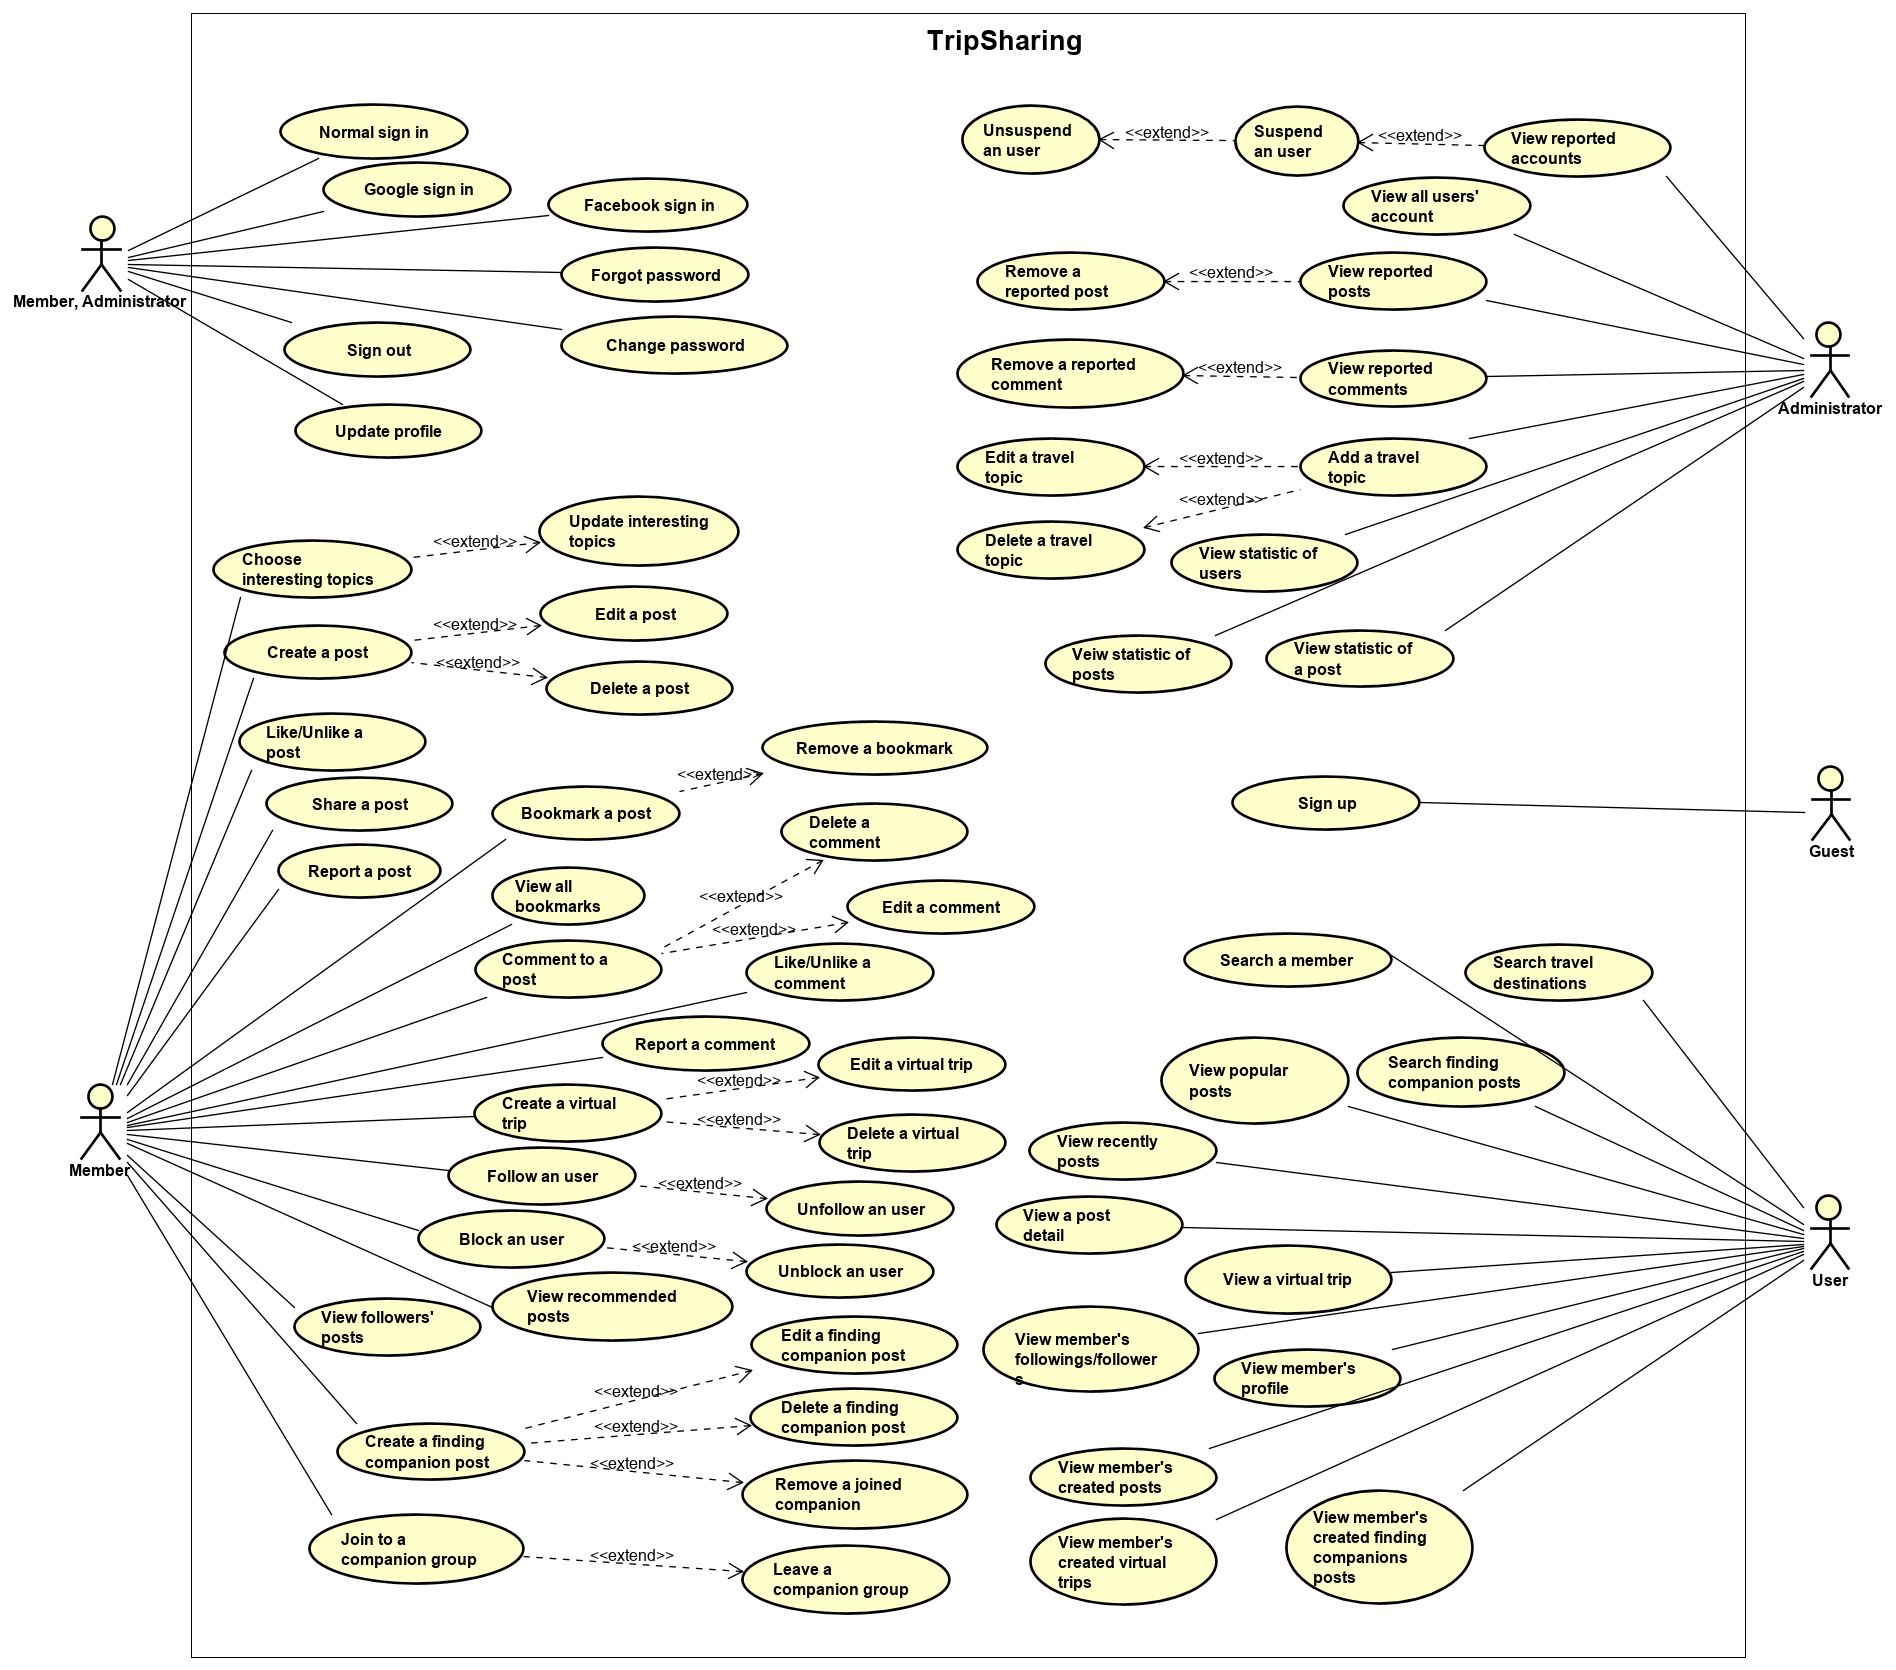 TripSharing
Normal sign in
Google sign in
Facebook sign in
Forgot password
Change password
Sign out
Update profile
Member, Administrator
Unsuspend
an user
<<extend>>
Suspend
an user
<<extend>>
View reported
accounts
View all users'
account
Remove a
reported post
<<extend>>
View reported
posts
Remove a reported
comment
<<extend>>
View reported
comments
Administrator
Edit a travel
topic
<<extend>>
Add a travel
topic
<<extend>>
Delete a travel
topic
View statistic of
users
Veiw statistic of
posts
View statistic of
a post
Choose
interesting topics
<<extend>>
Update interesting
topics
Create a post
<<extend>>
Edit a post
<<extend>>
Delete a post
Like/Unlike a
post
Share a post
Report a post
Bookmark a post
<<extend>>
Remove a bookmark
View all
bookmarks
Comment to a
post
<<extend>>
Delete a
comment
<<extend>>
Edit a comment
Like/Unlike a
comment
Report a comment
Create a virtual
trip
<<extend>>
Edit a virtual trip
<<extend>>
Delete a virtual
trip
Member
Follow an user
<<extend>>
Unfollow an user
Block an user
<<extend>>
Unblock an user
View recommended
posts
View followers'
posts
Create a finding
companion post
<<extend>>
Edit a finding
companion post
<<extend>>
Delete a finding
companion post
<<extend>>
Remove a joined
companion
Join to a
companion group
<<extend>>
Leave a
companion group
Sign up
Guest
Search a member
Search travel
destinations
View popular
posts
Search finding
companion posts
View recently
posts
View a post
detail
View a virtual trip
User
View member's
followings/follower
s
View member's
profile
View member's
created posts
View member's
created virtual
trips
View member's
created finding
companions
posts